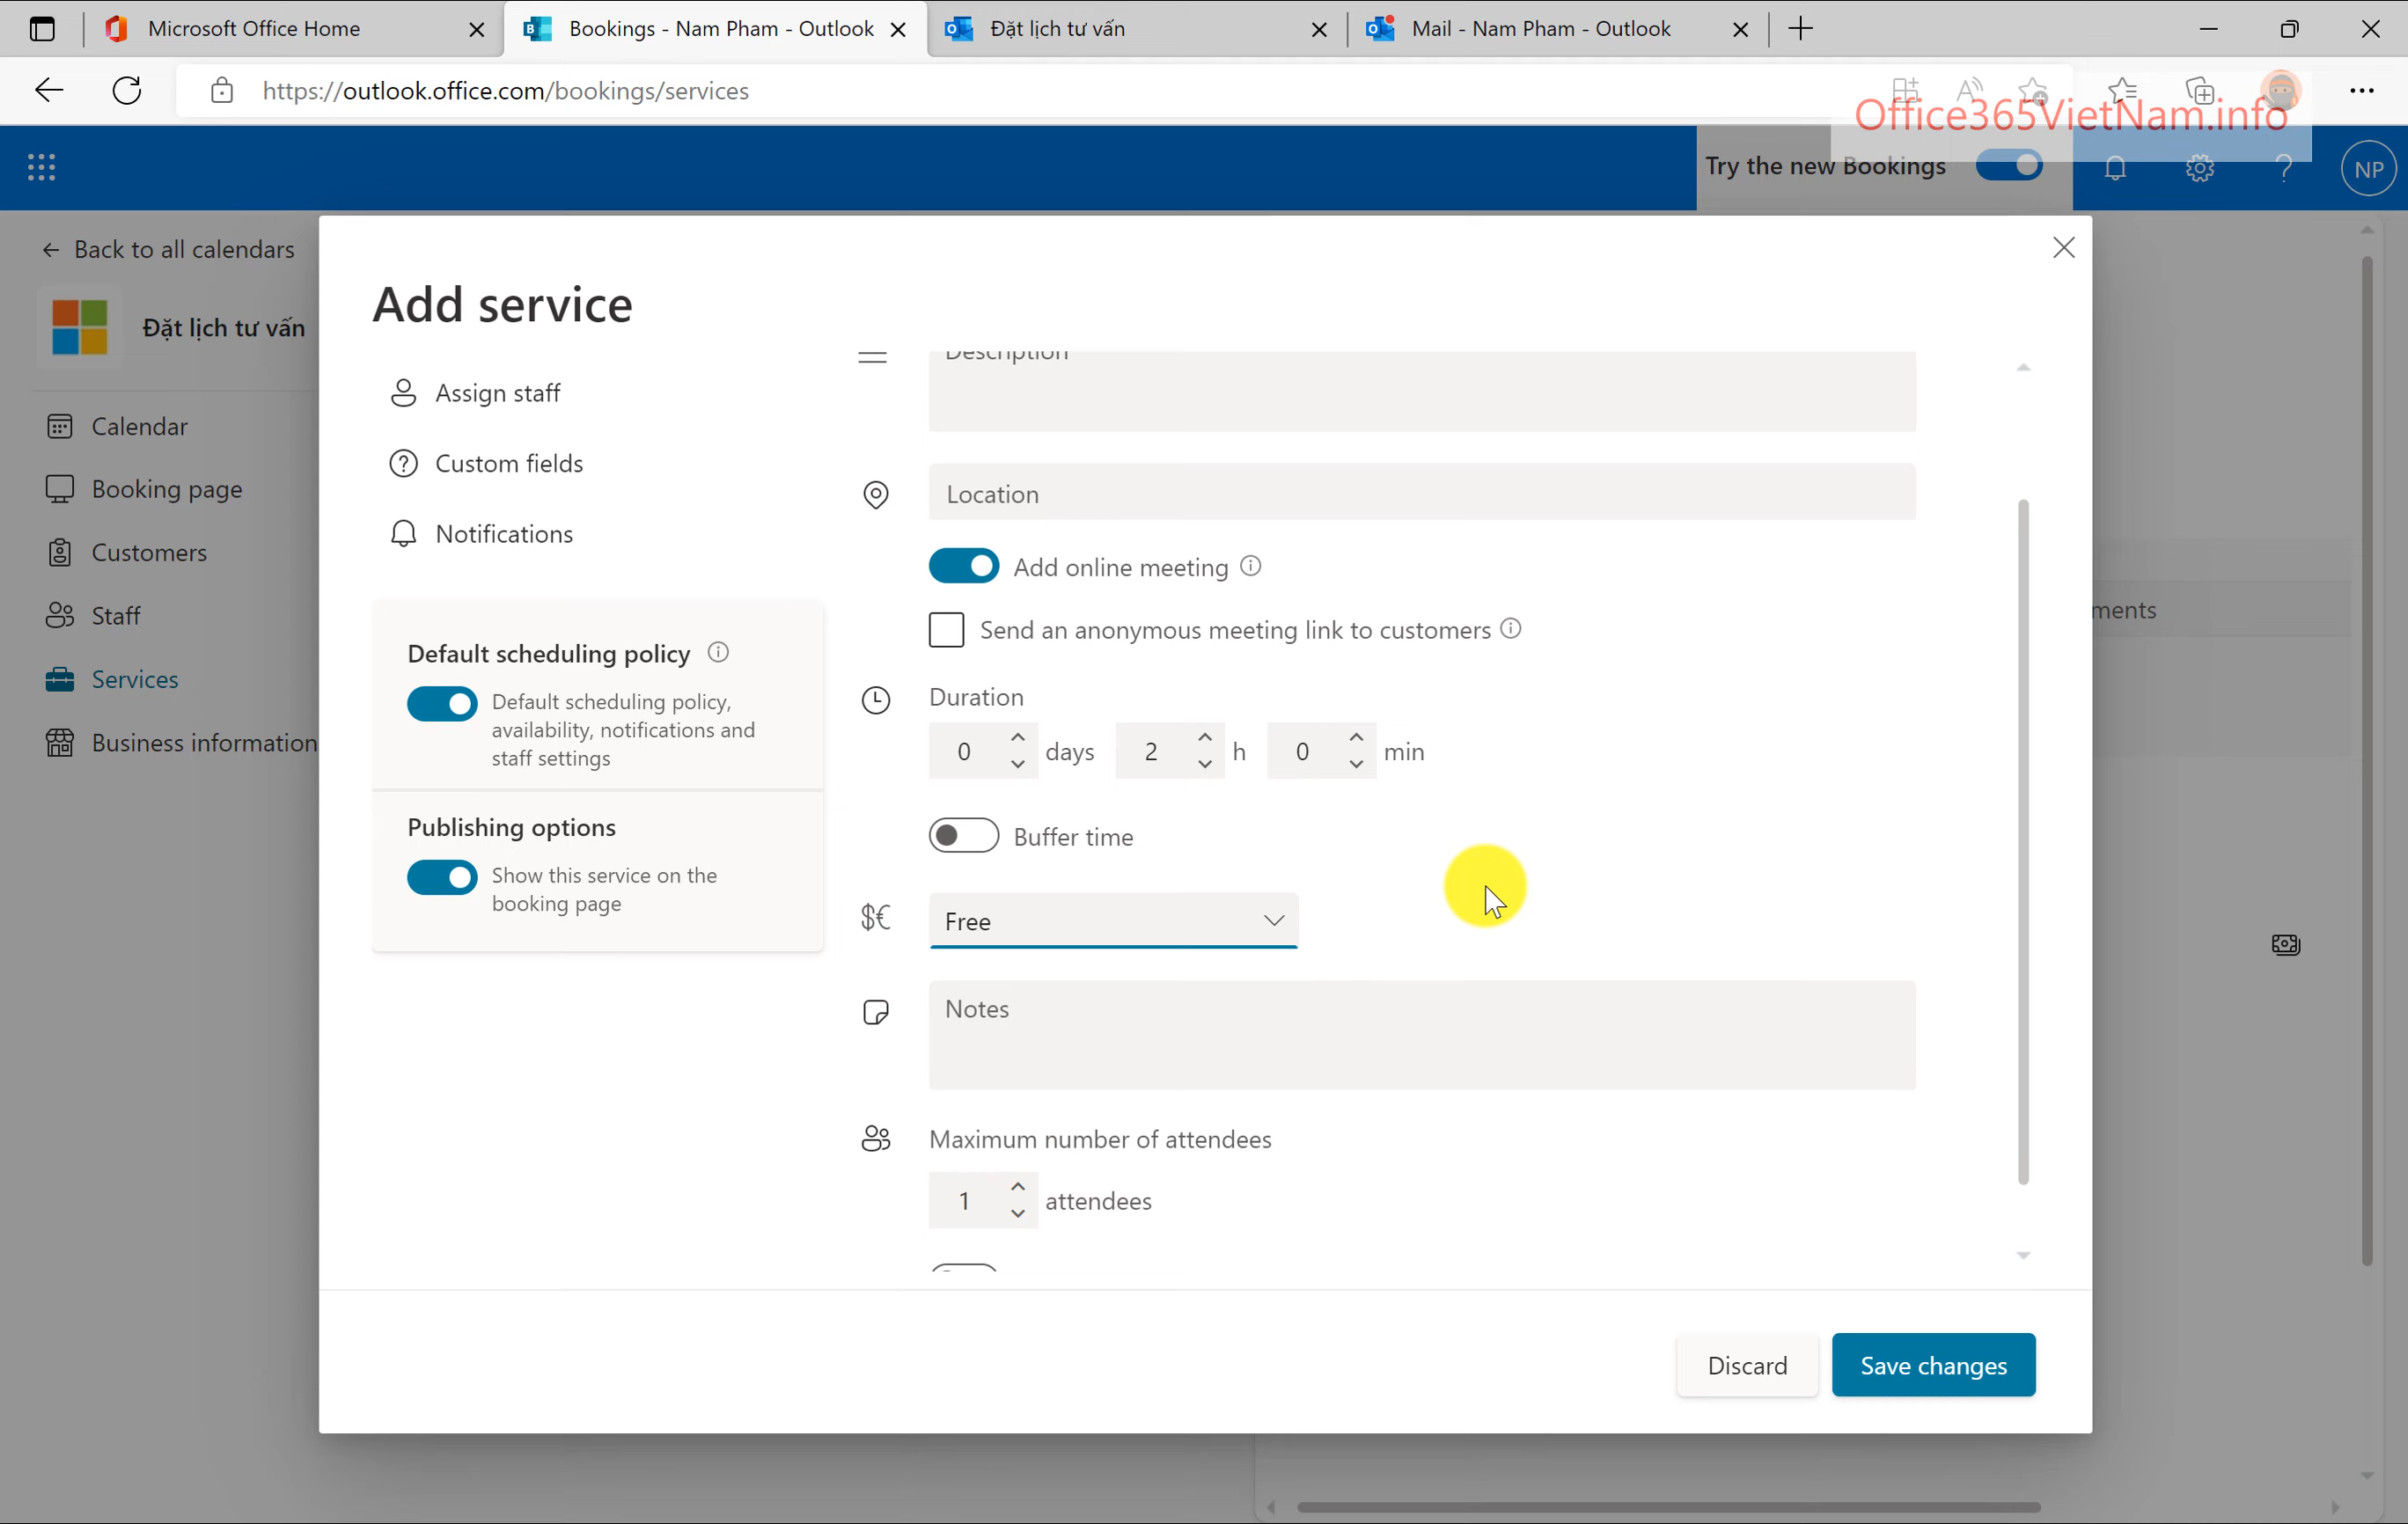 Microsoft Office Home
Bookings - Nam Pham - Outlook
Đặt lịch tư vấn
Mail - Nam Pham - Outlook
https://outlook.office.com/bookings/services
Office365VietNam.info
Try the new Bookings
NP
Back to all calendars
Đặt lịch tư vấn
Calendar
Booking page
Customers
Staff
Services
Business information
Add service
Assign staff
Custom fields
Notifications
Default scheduling policy
Default scheduling policy,
availability, notifications and
staff settings
Publishing options
Show this service on the
booking page
Description
Location
Add online meeting
Send an anonymous meeting link to customers
Duration
0 days 2 h 0 min
Buffer time
$€ Free
Notes
Maximum number of attendees
1 attendees
ments
Discard
Save changes